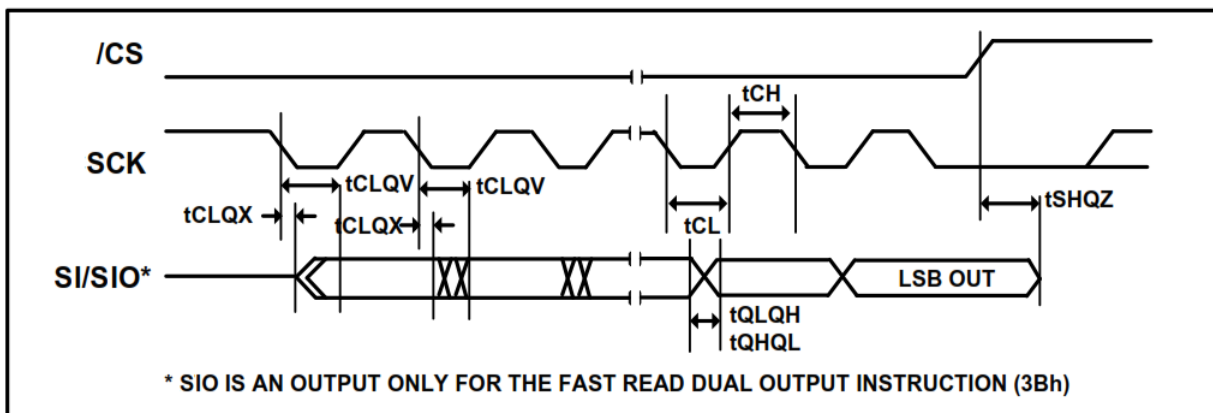 /CS
tCH
SCK
tCLQV
tCLQV
tCLQX
tCLQX
tCL
tSHQZ
SI/SIO*
LSB OUT
tQLQH
tQHQL
* SIO IS AN OUTPUT ONLY FOR THE FAST READ DUAL OUTPUT INSTRUCTION (3Bh)